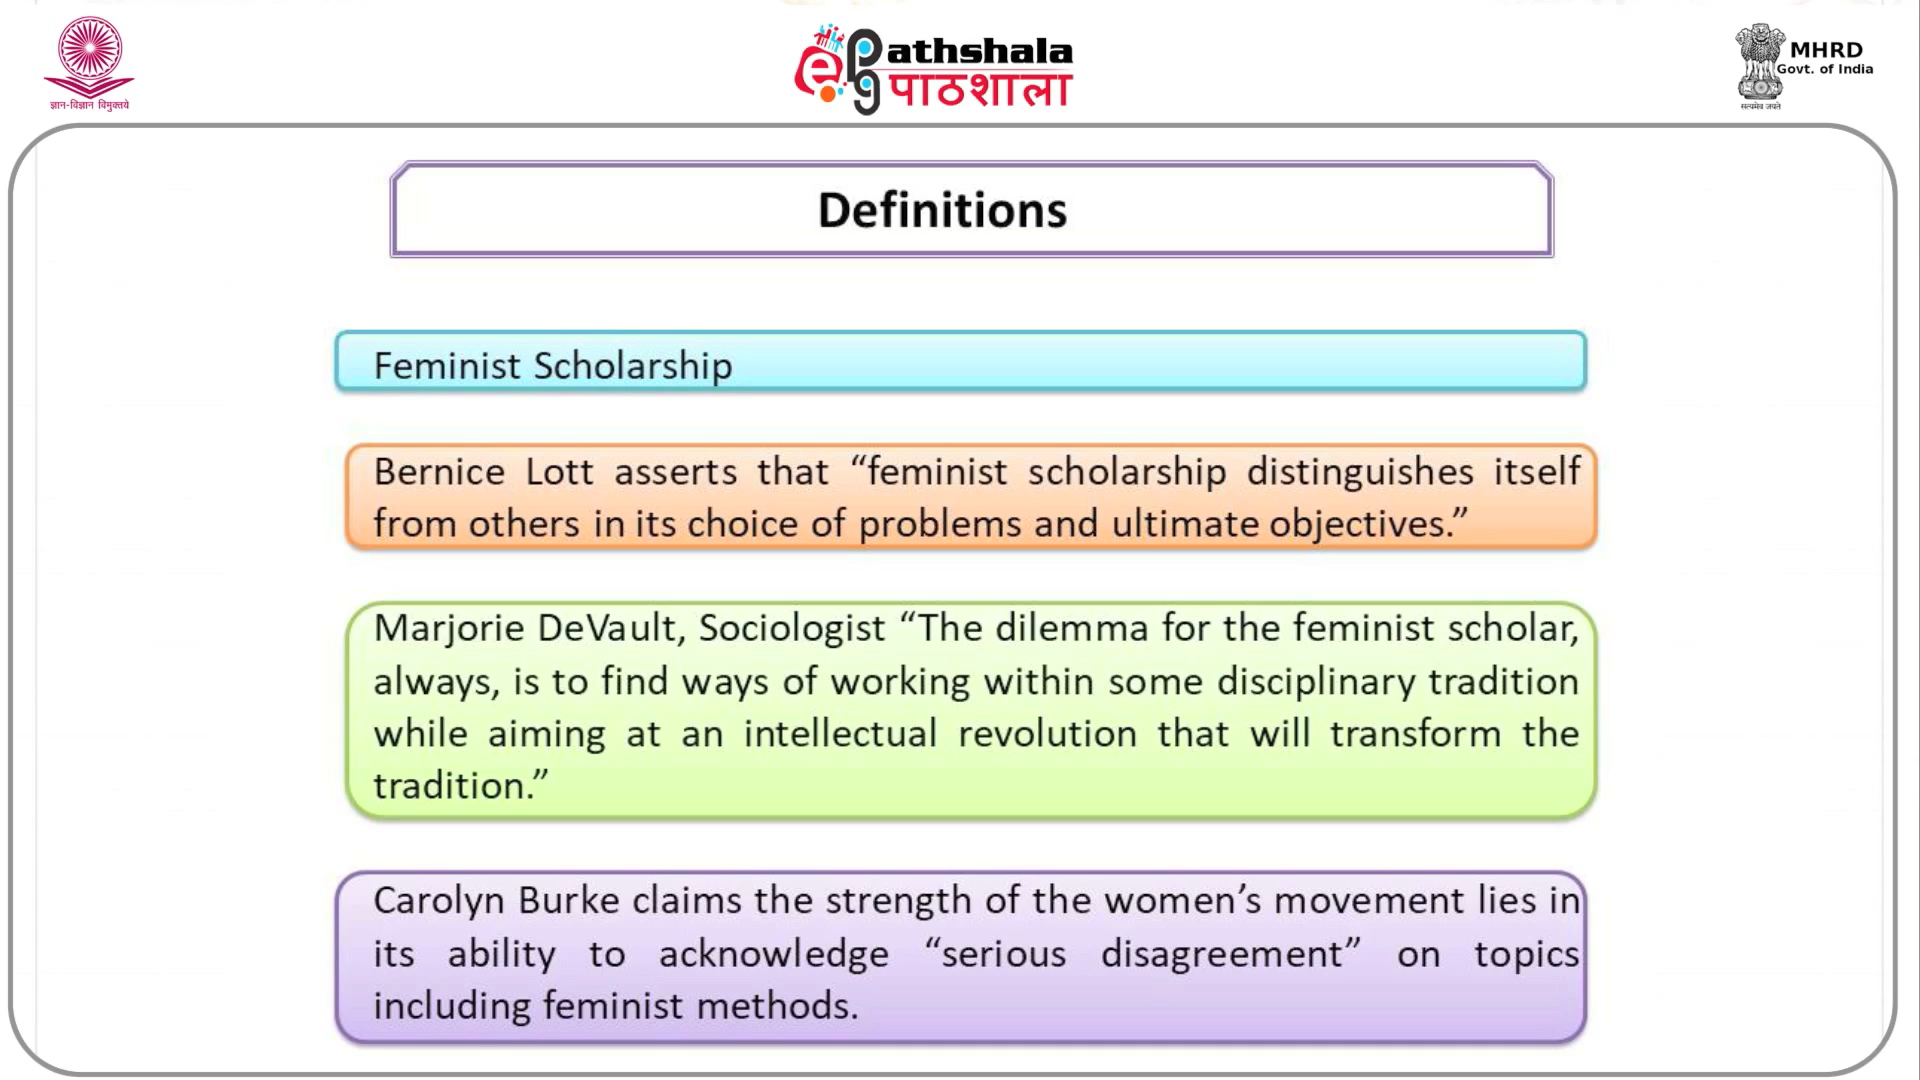 ज्ञान-विज्ञान विमुक्तये
e pg athshala
पाठशाला
MHRD
Govt. of India
सत्यमेव जयते
Definitions
Feminist Scholarship
Bernice Lott asserts that “feminist scholarship distinguishes itself
from others in its choice of problems and ultimate objectives.”
Marjorie DeVault, Sociologist “The dilemma for the feminist scholar,
always, is to find ways of working within some disciplinary tradition
while aiming at an intellectual revolution that will transform the
tradition.”
Carolyn Burke claims the strength of the women’s movement lies in
its ability to acknowledge “serious disagreement” on topics
including feminist methods.